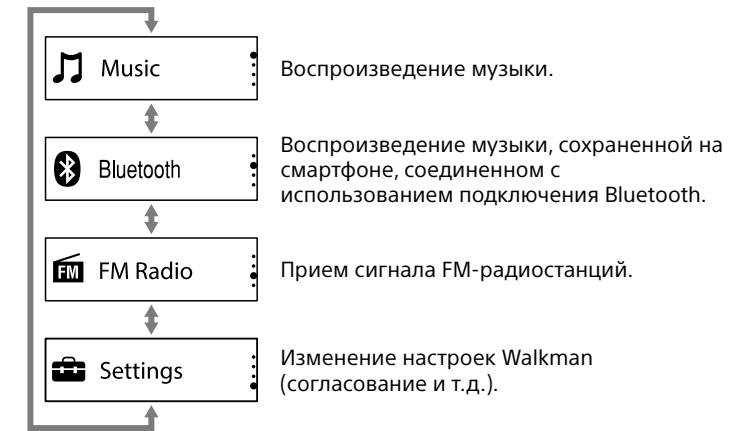 Music
Воспроизведение музыки.
Bluetooth
Воспроизведение музыки, сохраненной на
смартфоне, соединенном с
использованием подключения Bluetooth.
FM
FM Radio
Прием сигнала FM-радиостанций.
Settings
Изменение настроек Walkman
(согласование и т.д.).